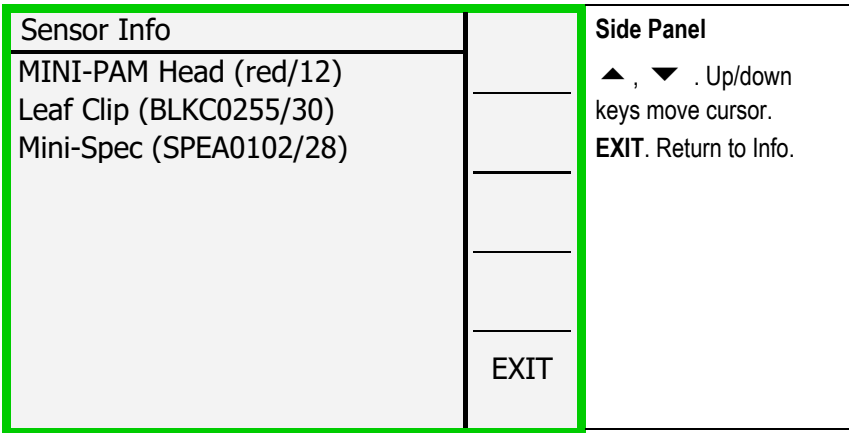 Sensor Info
MINI-PAM Head (red/12)
Leaf Clip (BLKC0255/30)
Mini-Spec (SPEA0102/28)
EXIT
Side Panel
▲ , ▼ . Up/down
keys move cursor.
EXIT. Return to Info.